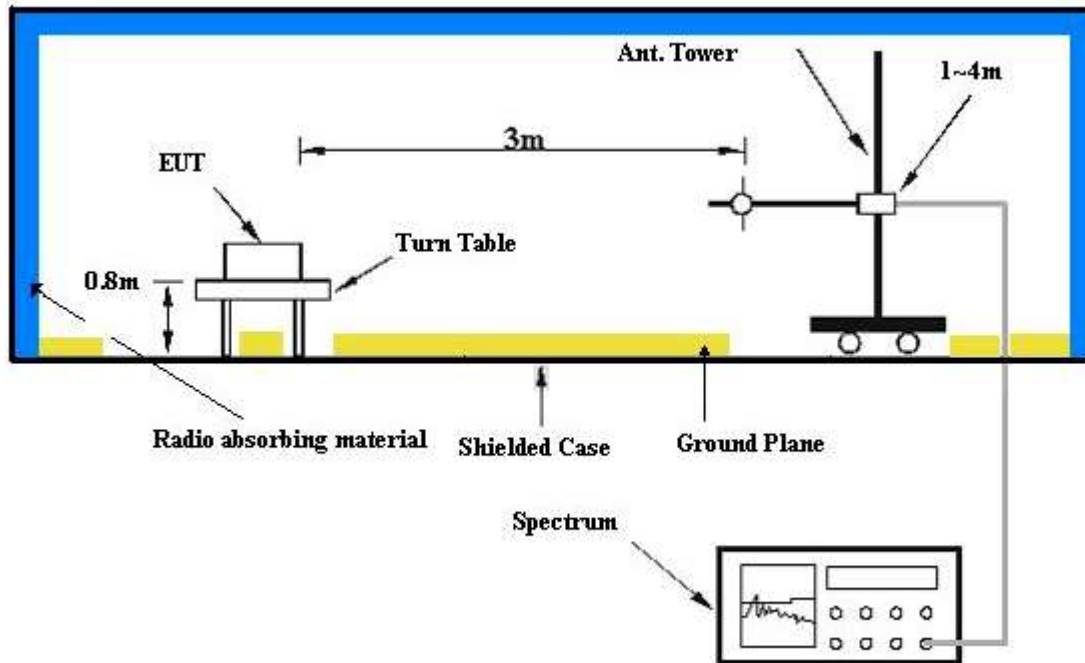 Ant. Tower
1~4m
3m
EUT
Turn Table
0.8m
Radio absorbing material
Shielded Case
Ground Plane
Spectrum